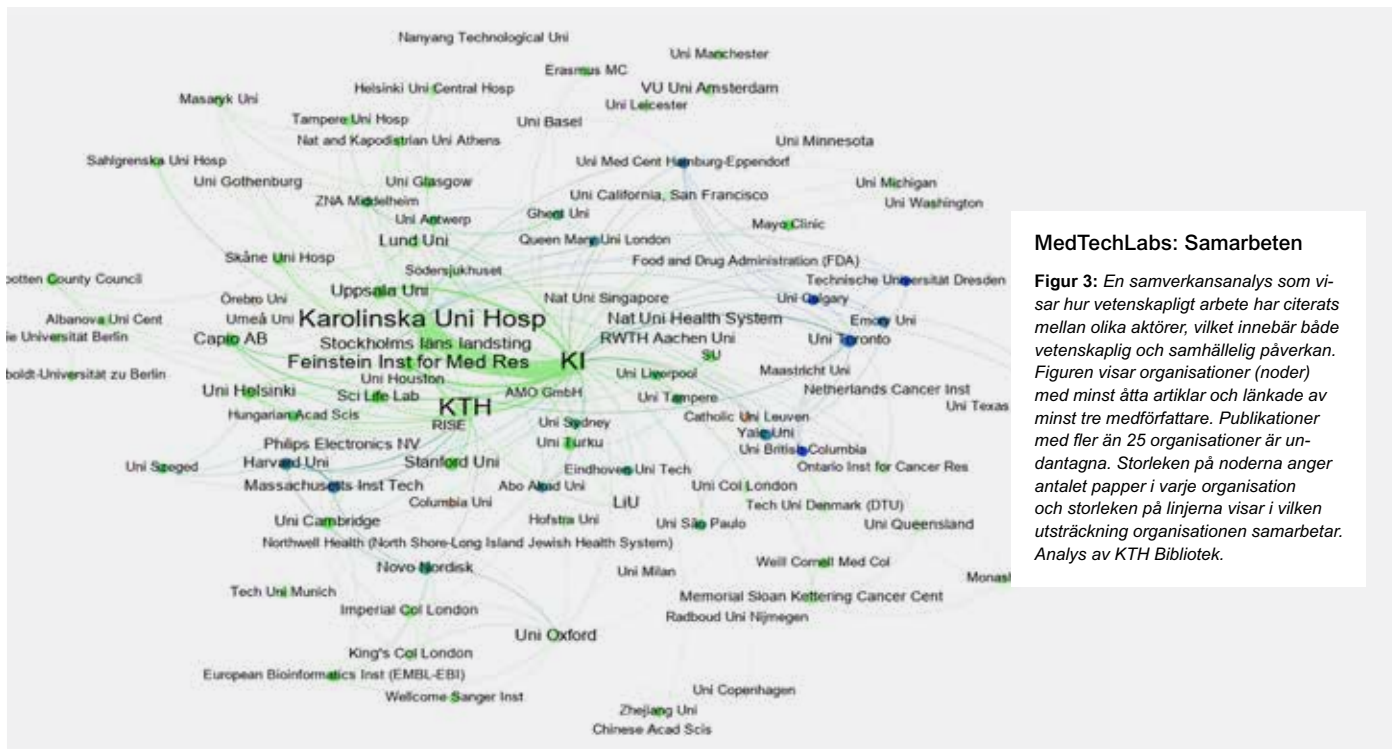 Nanyang Technological Uni
Uni Manchester
Erasmus MC
Helsinki Uni Central Hosp
VU Uni Amsterdam
Masaryk Uni
Uni Leicester
Tampere Uni Hosp
Uni Basel
Nat and Kapodistrian Uni Athens
Uni Minnesota
Sahlgrenska Uni Hosp
Uni Med Cent Hamburg-Eppendorf
Uni Gothenburg
Uni Glasgow
Uni Michigan
Uni California, San Francisco
ZNA Middelheim
Uni Washington
Uni Antwerp
Ghent Uni
Mayo Clinic
Lund Uni
Queen Mary Uni London
Skåne Uni Hosp
Food and Drug Administration (FDA)
Södersjukhuset
otten County Council
Technische Universität Dresden
Uppsala Uni
Örebro Uni
Nat Uni Singapore
Uni Calgary
Albanova Uni Cent
Umeå Uni
Karolinska Uni Hosp
Nat Uni Health System
Emory Uni
ie Universität Berlin
Capio AB
Stockholms läns landsting
RWTH Aachen Uni
Uni Toronto
Feinstein Inst for Med Res
KI
SU
boldt-Universität zu Berlin
Uni Houston
Uni Liverpool
Maastricht Uni
Uni Helsinki
Sci Life Lab
AMO GmbH
Uni Tampere
Netherlands Cancer Inst
Hungarian Acad Scis
KTH
Uni Texas
RISE
Uni Sydney
Catholic Uni Leuven
Yale Uni
Philips Electronics NV
Uni Turku
Uni British Columbia
Uni Szeged
Harvard Uni
Stanford Uni
Eindhoven Uni Tech
Ontario Inst for Cancer Res
Massachusetts Inst Tech
Abo Akad Uni
Uni Col London
Columbia Uni
LiU
Tech Uni Denmark (DTU)
Uni Cambridge
Hofstra Uni
Uni São Paulo
Uni Queensland
Northwell Health (North Shore-Long Island Jewish Health System)
Novo Nordisk
Uni Milan
Weill Cornell Med Col
Monash
Tech Uni Munich
Memorial Sloan Kettering Cancer Cent
Imperial Col London
Radboud Uni Nijmegen
Uni Oxford
King's Col London
European Bioinformatics Inst (EMBL-EBI)
Wellcome Sanger Inst
Uni Copenhagen
Zhejiang Uni
Chinese Acad Scis
MedTechLabs: Samarbeten
Figur 3: En samverkansanalys som vi-
sar hur vetenskapligt arbete har citerats
mellan olika aktörer, vilket innebär både
vetenskaplig och samhällelig påverkan.
Figuren visar organisationer (noder)
med minst åtta artiklar och länkade av
minst tre medförfattare. Publikationer
med fler än 25 organisationer är un-
dantagna. Storleken på noderna anger
antalet papper i varje organisation
och storleken på linjerna visar i vilken
utsträckning organisationen samarbetar.
Analys av KTH Bibliotek.